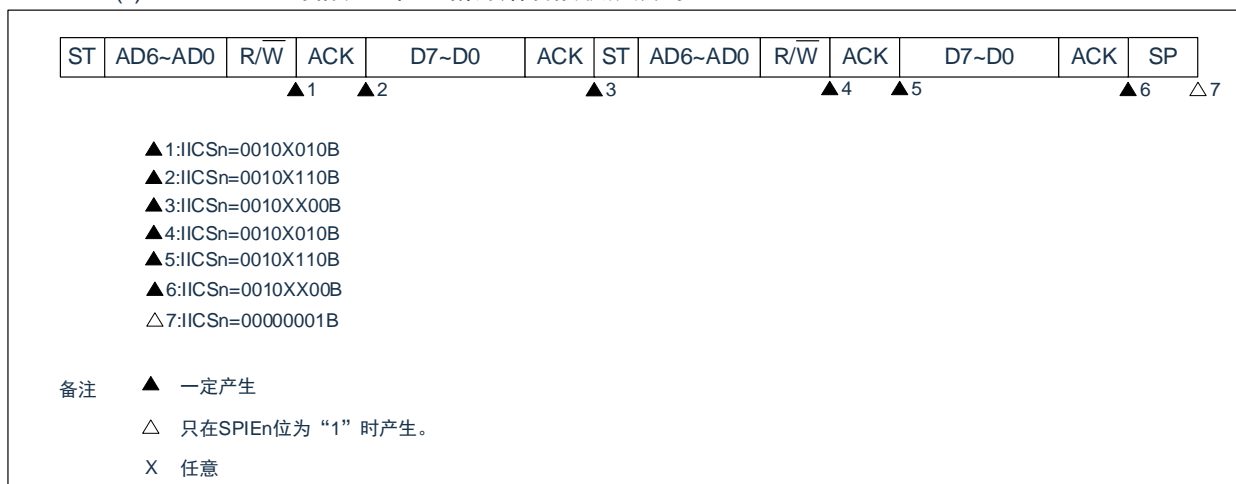 ST AD6~AD0 R/W ACK D7~D0 ACK ST AD6~AD0 R/W ACK D7~D0 ACK SP
▲1 ▲2 ▲3 ▲4 ▲5 ▲6 △7
▲1:IICSn=0010X010B
▲2:IICSn=0010X110B
▲3:IICSn=0010XX00B
▲4:IICSn=0010X010B
▲5:IICSn=0010X110B
▲6:IICSn=0010XX00B
△7:IICSn=00000001B
备注 ▲ 一定产生
△ 只在SPIEn位为“1”时产生。
X 任意